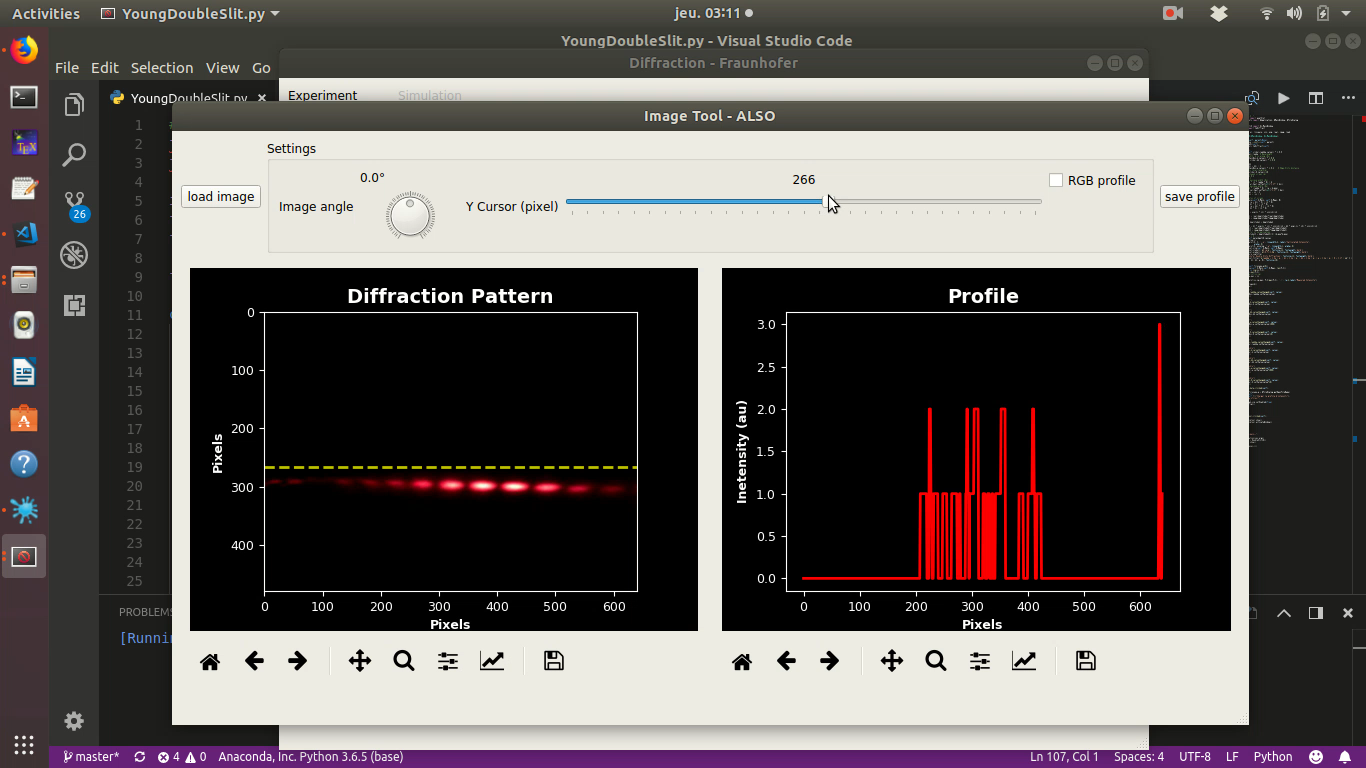 Activities YoungDoubleSlit.py jeu. 03:11
YoungDoubleSlit.py - Visual Studio Code
Diffraction - Fraunhofer
File Edit Selection View Go
Experiment Simulation
YoungDoubleSlit.py
Image Tool - ALSO
Settings
0.0°
266
RGB profile
load image
Image angle
Y Cursor (pixel)
save profile
Diffraction Pattern
0
100
200
300
400
Pixels
0 100 200 300 400 500 600
Pixels
Profile
3.0
2.5
2.0
1.5
1.0
0.5
0.0
Inetensity (au)
0 100 200 300 400 500 600
Pixels
1
2
3
4
5
6
7
8
9
10
11
12
13
14
15
16
17
18
19
20
21
22
23
24
25
26
PROBLEMS
[Runnin
master* 4 0 Anaconda, Inc. Python 3.6.5 (base) Ln 107, Col 1 Spaces: 4 UTF-8 LF Python